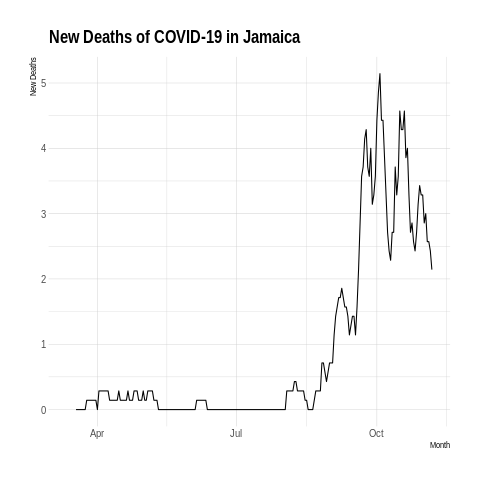 New Deaths of COVID-19 in Jamaica
New Deaths
5
4
3
2
1
0
Apr
Jul
Oct
Month